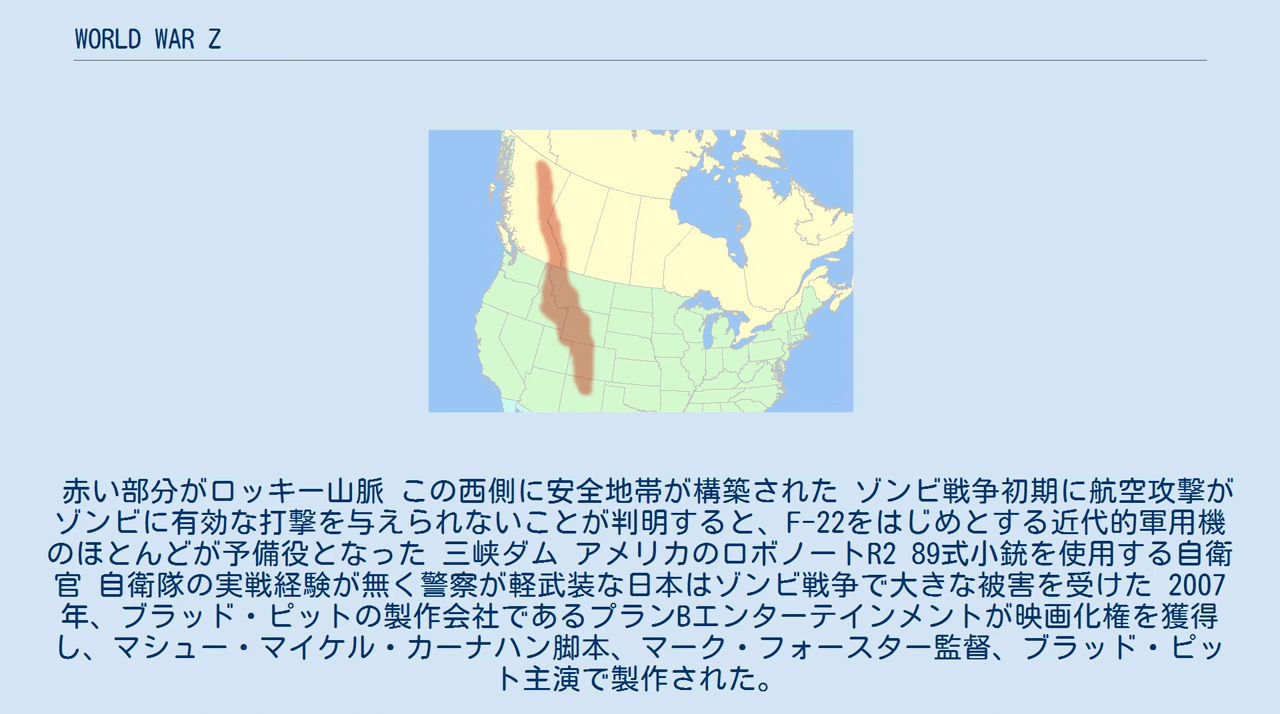 WORLD WAR Z
赤い部分がロッキー山脈 この西側に安全地帯が構築された ゾンビ戦争初期に航空攻撃が
ゾンビに有効な打撃を与えられないことが判明すると、F-22をはじめとする近代的軍用機
のほとんどが予備役となった 三峡ダム アメリカのロボノートR2 89式小銃を使用する自衛
官 自衛隊の実戦経験が無く警察が軽武装な日本はゾンビ戦争で大きな被害を受けた 2007
年、ブラッド・ピットの製作会社であるプランBエンターテインメントが映画化権を獲得
し、マシュー・マイケル・カーナハン脚本、マーク・フォースター監督、ブラッド・ピッ
ト主演で製作された。